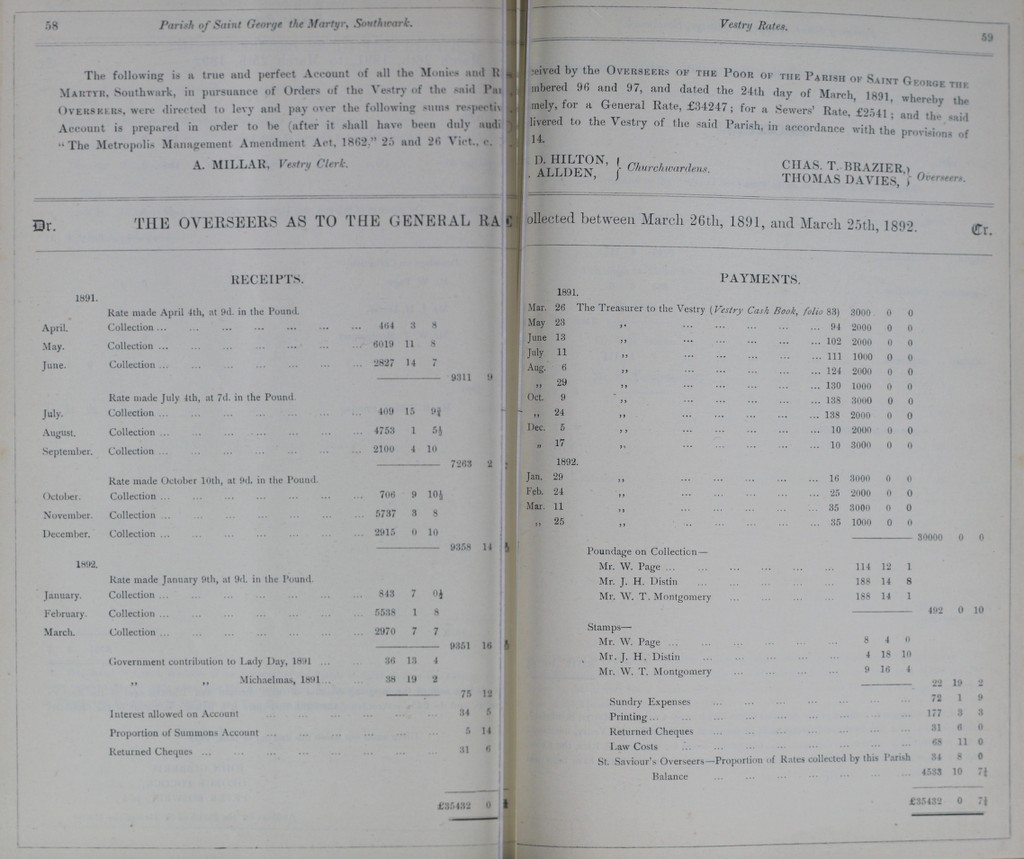 58 Parish of Saint George the Martyr, Southwark.
The following is a true and perfect Account of all the Monies and
MARTYR, Southwark, in pursuance of Orders of the Vestry of the said
OVERSEERS, were directed to levy and pay over the following sums
Account is prepared in order to be (after it shall have been duly
"The Metropolis Management Amendment Act, 1862." 25 and 26 Vict., c.
A. MILLAR, Vestry Clerk.
Dr. THE OVERSEERS AS TO THE GENERAL
RECEIPTS.
1891.
Rate made April 4th, at 9d. in the Pound.
April. Collection ... 464 3 8
May. Collection ... 6019 11 8
June. Collection ... 2827 14 7
9311 9
Rate made July 4th, at 7d. in the Pound.
July. Collection ... 409 15 9¾
August. Collection ... 4753 1 5½
September. Collection ... 2100 4 10
7263 2
Rate made October 10th, at 9d. in the Pound.
October. Collection ... 706 9 10½
November. Collection ... 5737 3 8
December. Collection ... 2915 0 10
9358 14
1892.
Rate made January 9th, at 9d. in the Pound.
January. Collection ... 843 7 0½
February. Collection ... 5538 1 8
March. Collection ... 2970 7 7
9351 16
Government contribution to Lady Day, 1891 ... 36 13 4
,, ,, Michaelmas, 1891 ... 38 19 2
75 12
Interest allowed on Account ... 34 5
Proportion of Summons Account ... 5 14
Returned Cheques ... 31 6
£35432 0
Vestry Rates. 59
ceived by the OVERSEERS OF THE POOR OF THE PARISH OF SAINT GEORGE THE
mbered 96 and 97, and dated the 24th day of March, 1891, whereby the
mely, for a General Rate, £34247; for a Sewers' Rate, £2541; and the said
livered to the Vestry of the said Parish, in accordance with the provisions of
14.
D. HILTON, } Churchwardens. CHAS. T. BRAZIER, } Overseers.
ALLDEN, THOMAS DAVIES,
ollected between March 26th, 1891, and March 25th, 1892. Cr.
PAYMENTS.
1891.
Mar. 26 The Treasurer to the Vestry (Vestry Cash Book, folio 83) 3000 0 0
May 23 ,, ... 94 2000 0 0
June 13 ,, ... 102 2000 0 0
July 11 ,, ... 111 1000 0 0
Aug. 6 ,, ... 124 2000 0 0
,, 29 ,, ... 130 1000 0 0
Oct. 9 ,, ... 138 3000 0 0
,, 24 ,, ... 138 2000 0 0
Dec. 5 ,, ... 10 2000 0 0
,, 17 ,, ... 10 3000 0 0
1892.
Jan. 29 ,, ... 16 3000 0 0
Feb. 24 ,, ... 25 2000 0 0
Mar. 11 ,, ... 35 3000 0 0
,, 25 ,, ... 35 1000 0 0
30000 0 0
Poundage on Collection—
Mr. W. Page ... 114 12 1
Mr. J. H. Distin ... 188 14 8
Mr. W. T. Montgomery ... 188 14 1
492 0 10
Stamps—
Mr. W. Page ... 8 4 0
Mr. J. H. Distin ... 4 18 10
Mr. W. T. Montgomery ... 9 16 4
22 19 2
Sundry Expenses ... 72 1 9
Printing ... 177 3 3
Returned Cheques ... 31 6 0
Law Costs ... 68 11 0
St. Saviour's Overseers—Proportion of Rates collected by this Parish 34 8 0
Balance ... 4533 10 7½
£35432 0 7½